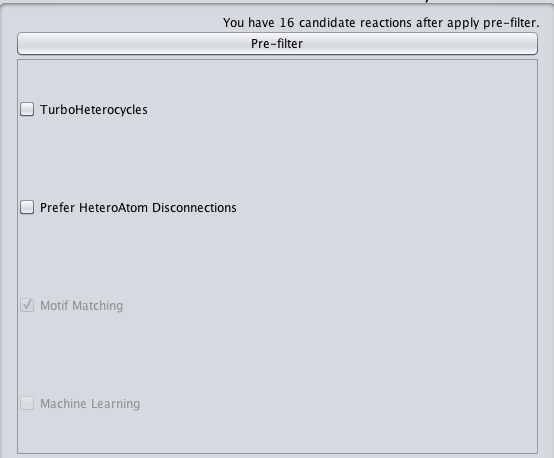 You have 16 candidate reactions after apply pre-filter.
Pre-filter
TurboHeterocycles
Prefer HeteroAtom Disconnections
Motif Matching
Machine Learning